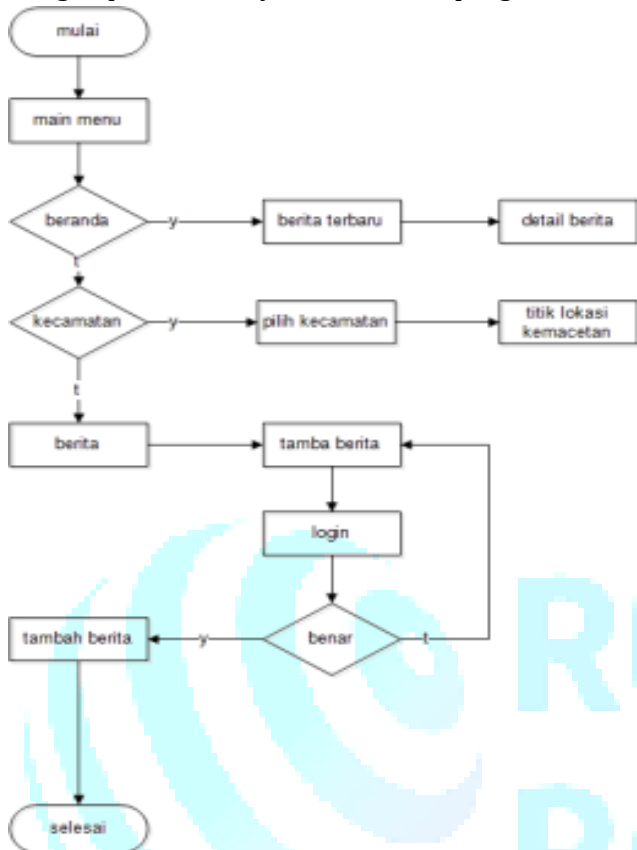 mulai
main menu
beranda
y
berita terbaru
detail berita
t
kecamatan
y
pilih kecamatan
titik lokasi
kemacetan
t
berita
tamba berita
login
tambah berita
y
benar
t
selesai